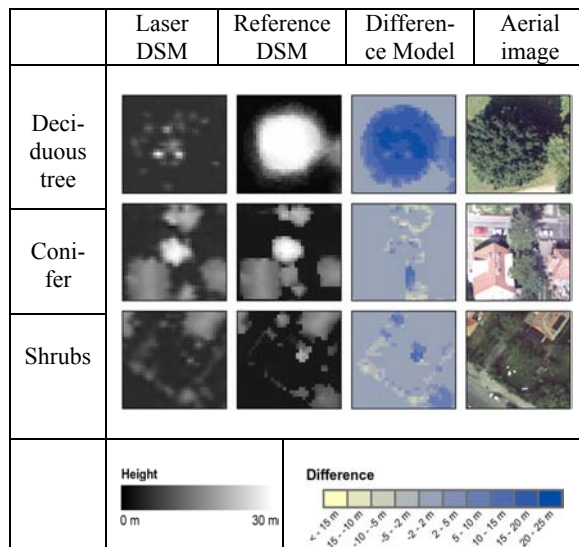 Laser DSM
Reference DSM
Differen-
ce Model
Aerial image
Deci-
duous
tree
Coni-
fer
Shrubs
Height
0 m
30 m
Difference
< - 15 m
15 - -10 m
-10 - -5 m
-5 - -2 m
-2 - 2 m
2 - 5 m
5 - 10 m
10 - 15 m
15 - 20 m
20 - 25 m